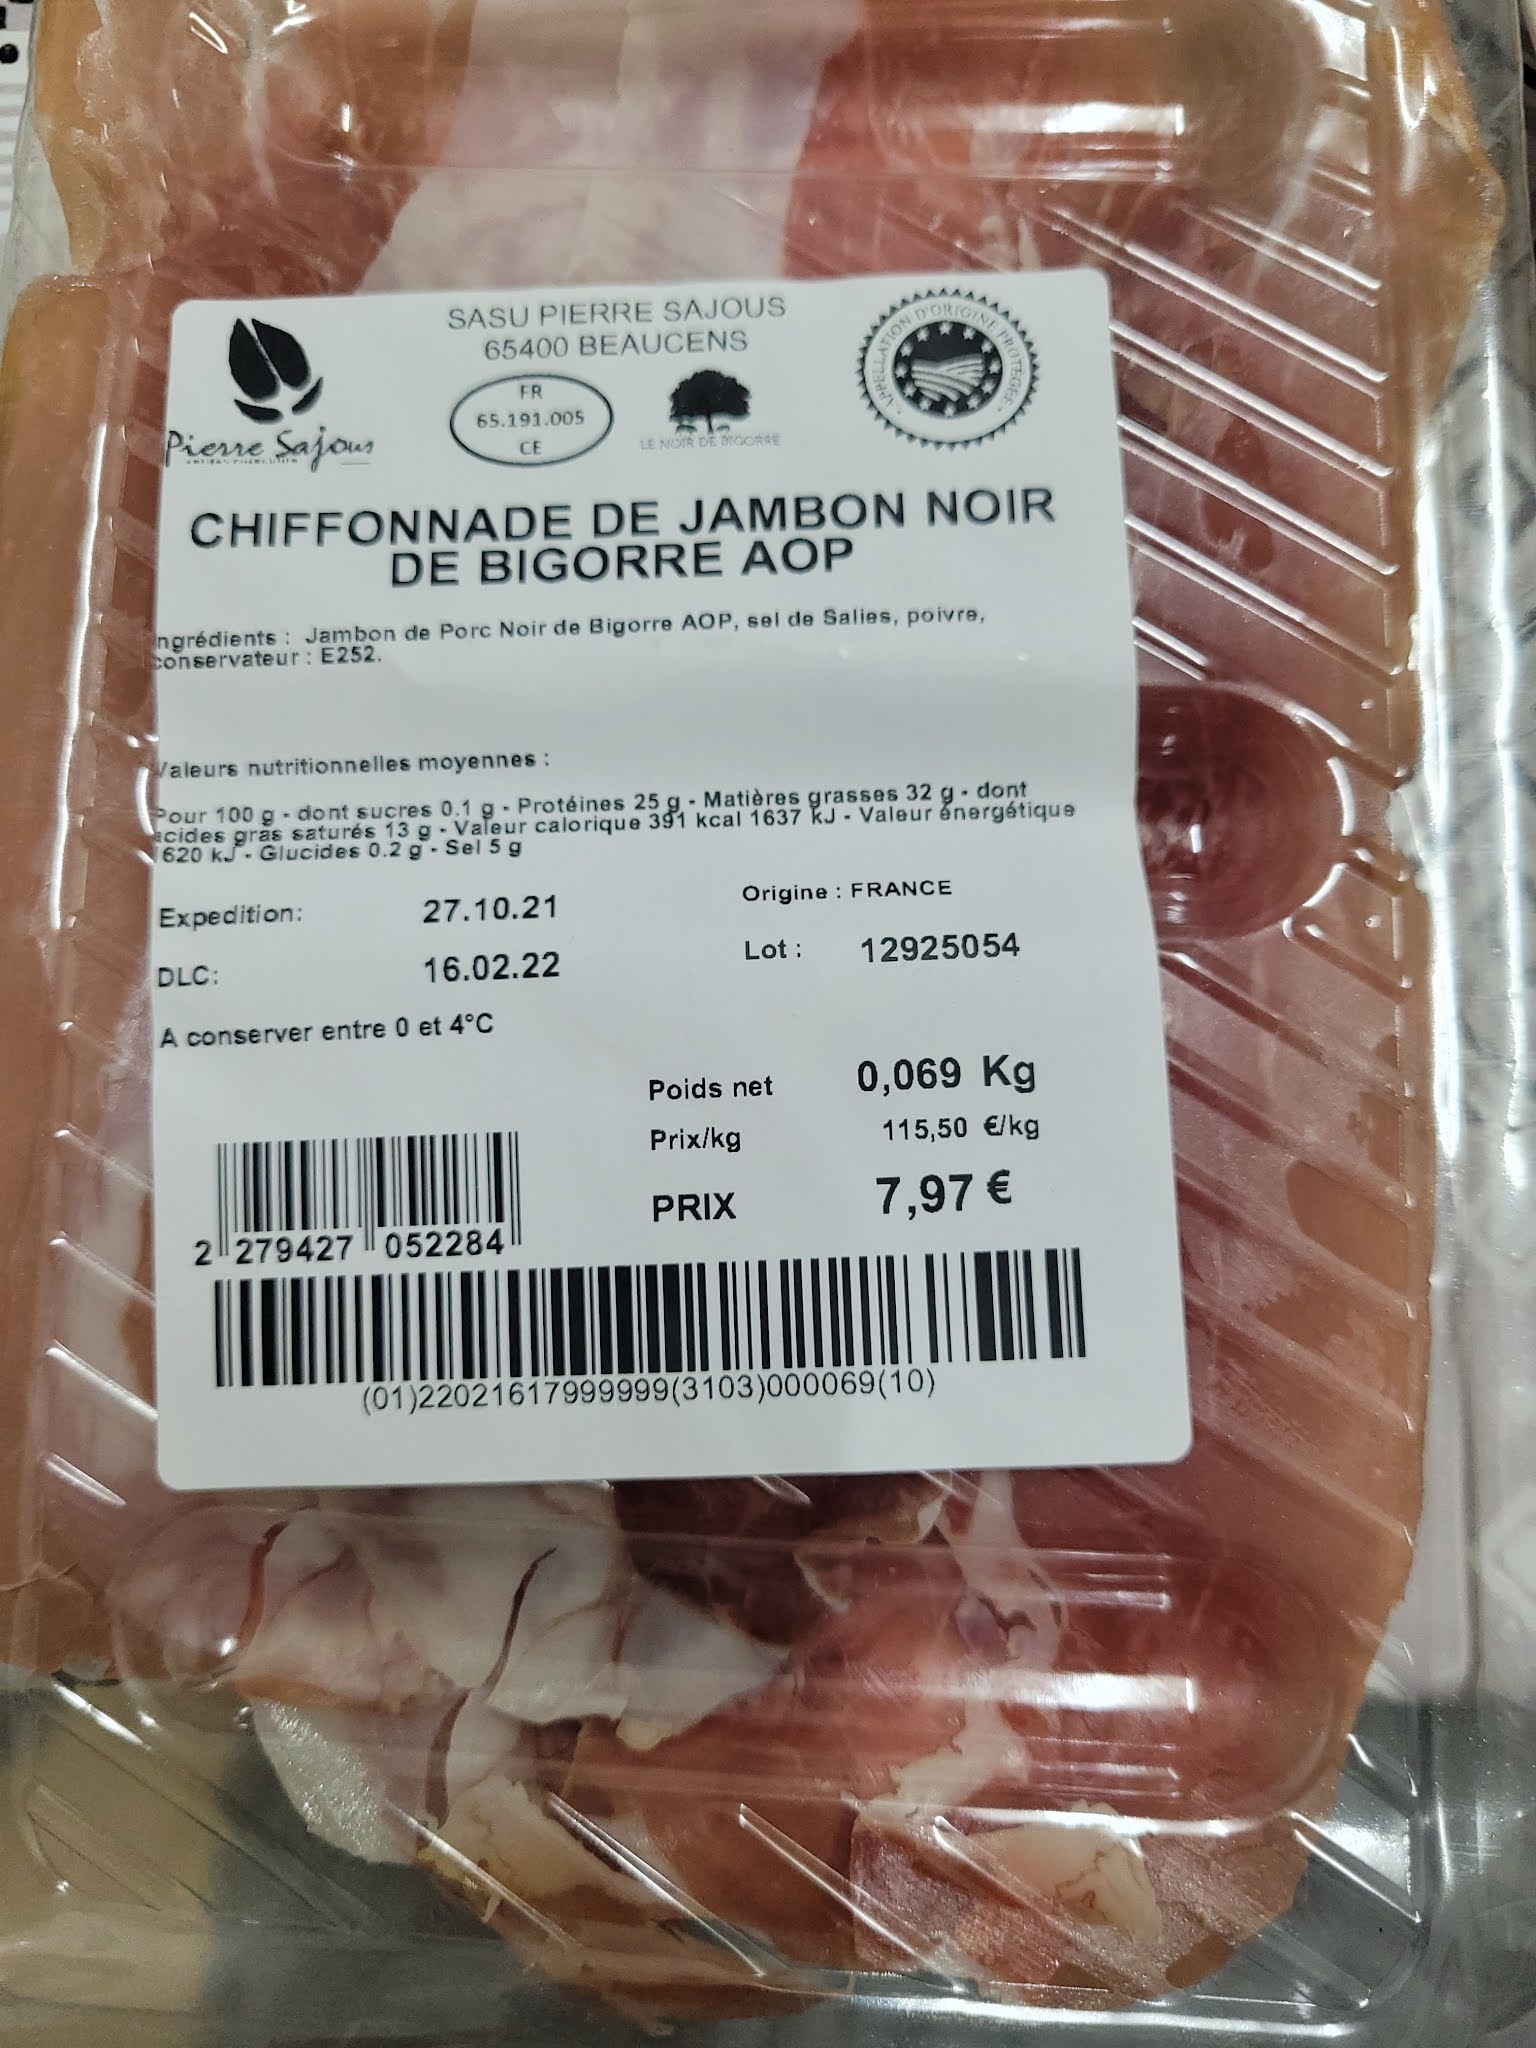 SASU PIERRE SAJOUS
65400 BEAUCENS
APPELLATION D'ORIGINE PROTÉGÉE
FR
65.191.005
CE
LE NOIR DE BIGORRE
Pierre Sajous
CHIFFONNADE DE JAMBON NOIR
DE BIGORRE AOP
ngrédients : Jambon de Porc Noir de Bigorre AOP, sel de Salies, poivre,
conservateur : E252.
Valeurs nutritionnelles moyennes :
Pour 100 g - dont sucres 0.1 g - Protéines 25 g - Matières grasses 32 g - dont
acides gras saturés 13 g - Valeur calorique 391 kcal 1637 kJ - Valeur énergétique
1620 kJ - Glucides 0.2 g - Sel 5 g
Expedition: 27.10.21
Origine : FRANCE
DLC: 16.02.22
Lot : 12925054
A conserver entre 0 et 4°C
Poids net 0,069 Kg
Prix/kg 115,50 €/kg
PRIX 7,97 €
2 279427 052284
(01)22021617999999(3103)000069(10)